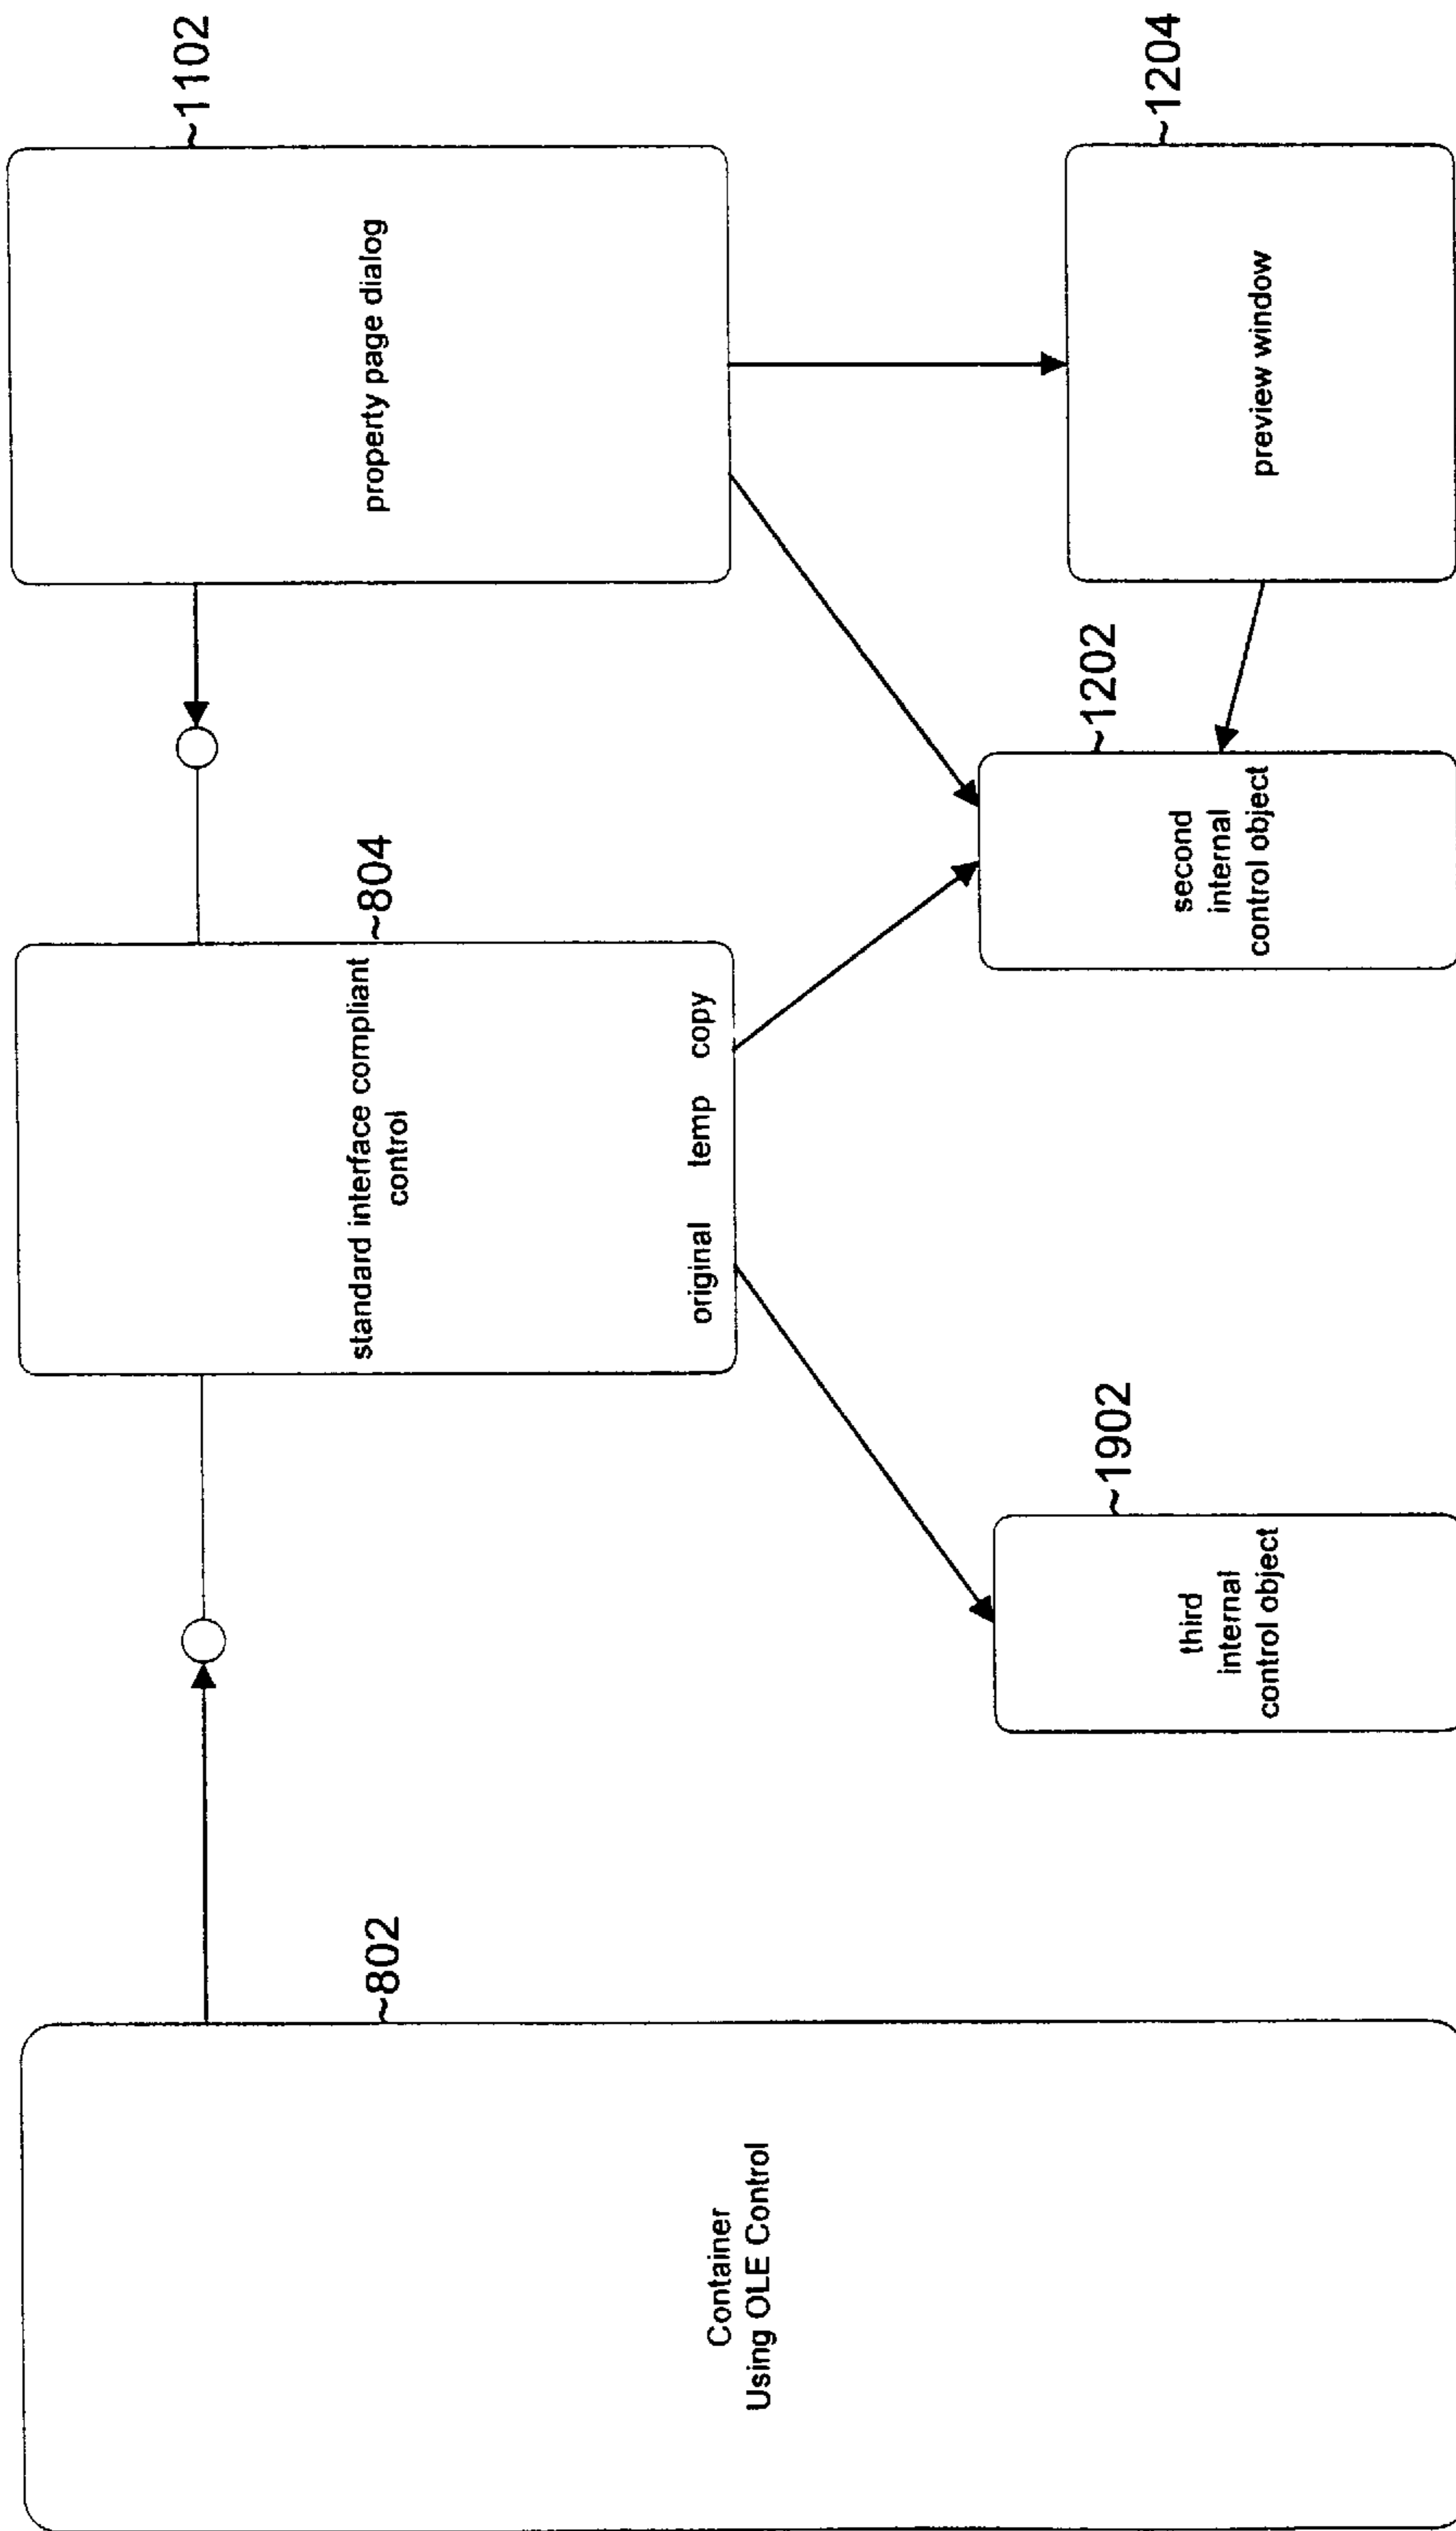 Container
Using OLE Control
~802
standard interface compliant
control
original temp copy
~804
property page dialog
~1102
third
internal
control object
~1902
second
internal
control object
~1202
preview window
~1204